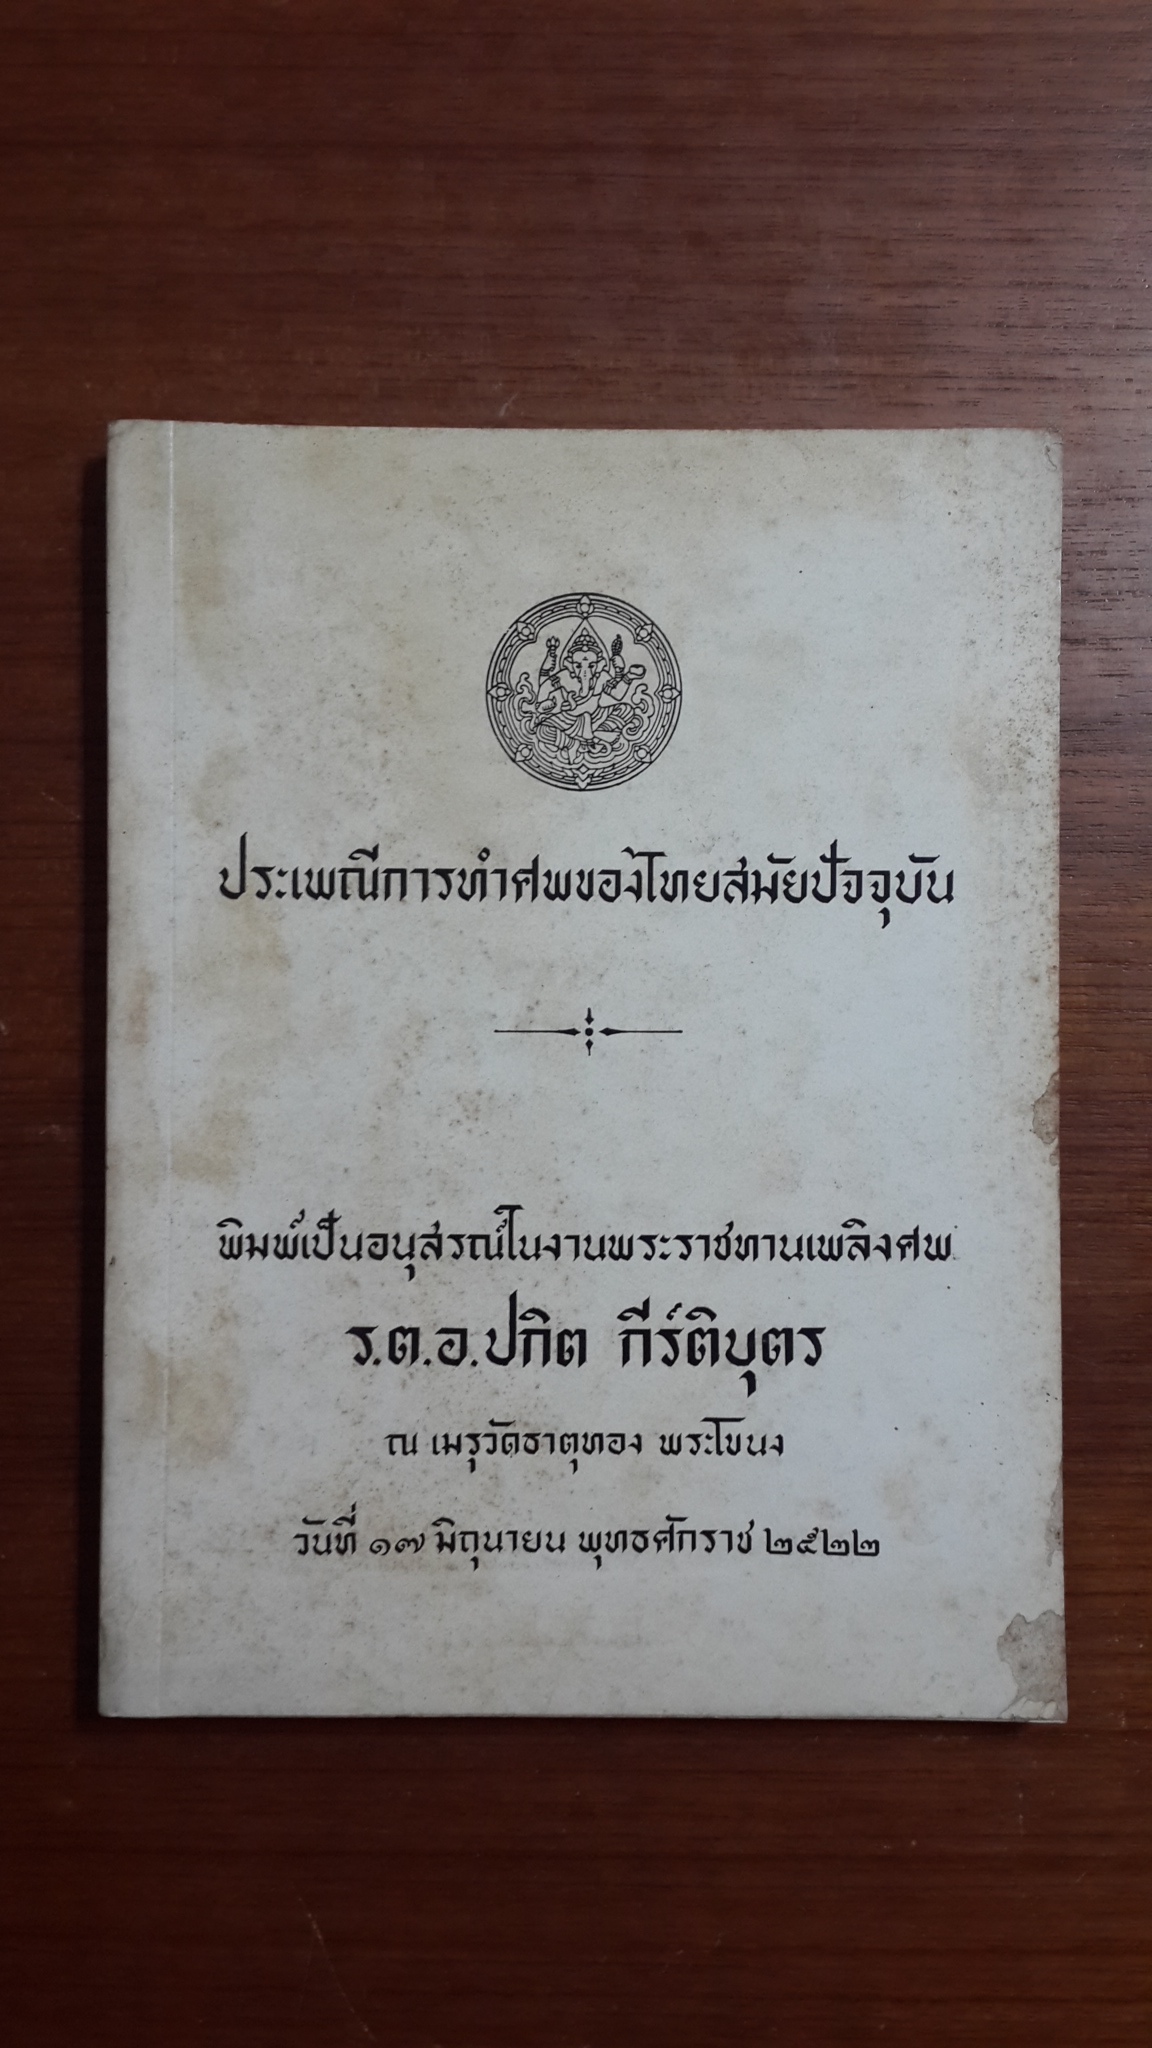 ประเพณีการทำศพของไทยสมัยปัจจุบัน
พิมพ์เป็นอนุสรณ์ในงานพระราชทานเพลิงศพ
ร.ต.อ.ปกิต กีร์ติบุตร
ณ เมรุวัดธาตุทอง พระโขนง
วันที่ ๑๗ มิถุนายน พุทธศักราช ๒๕๒๒